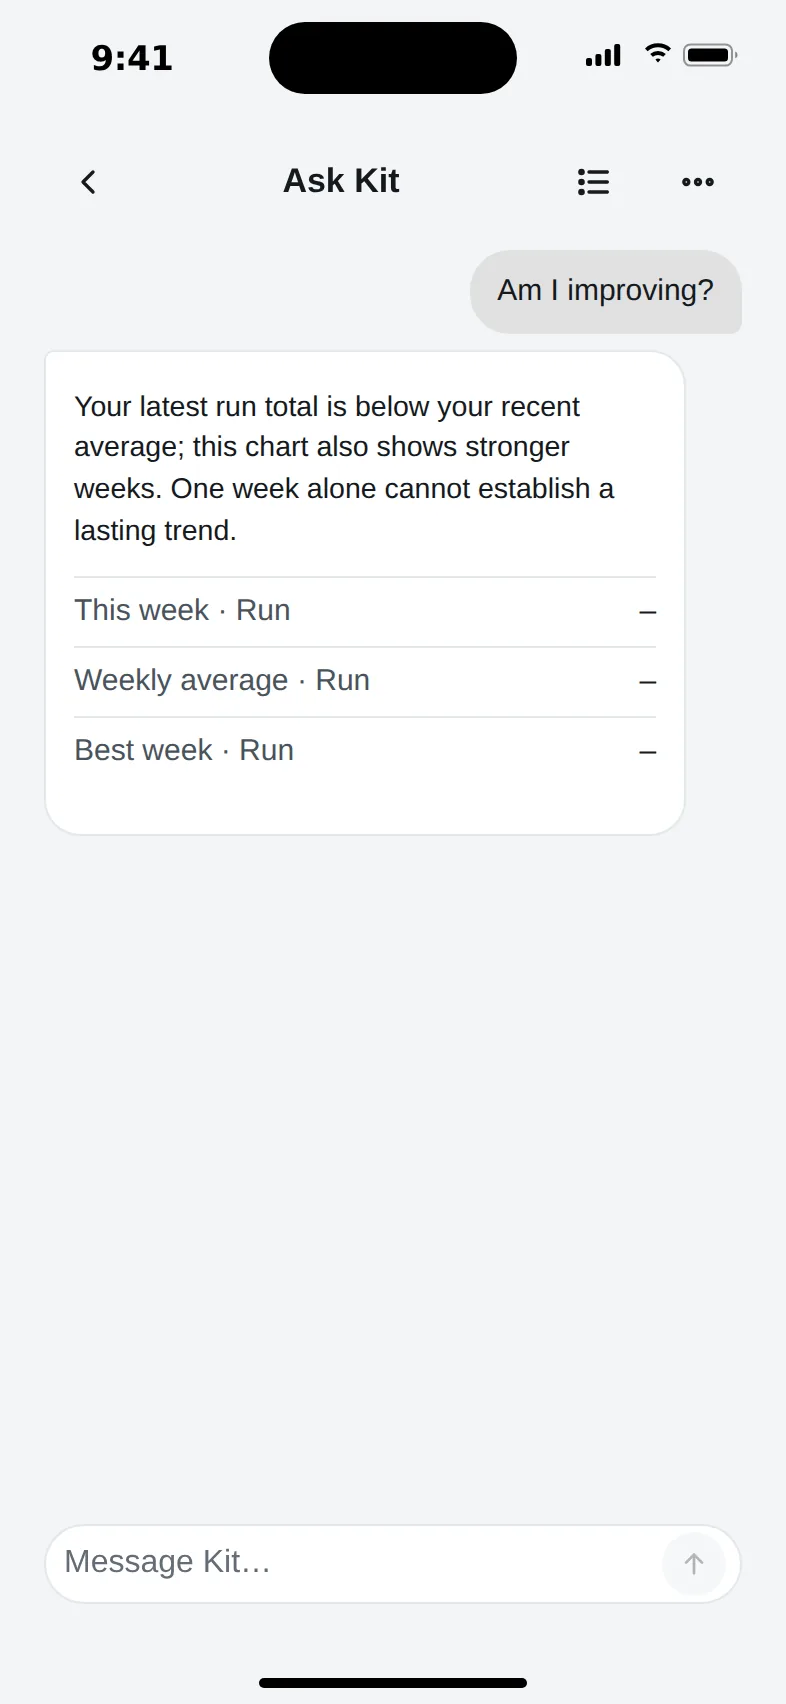 9:41
Ask Kit
Am I improving?
Your latest run total is below your recent
average; this chart also shows stronger
weeks. One week alone cannot establish a
lasting trend.
This week · Run –
Weekly average · Run –
Best week · Run –
Message Kit…